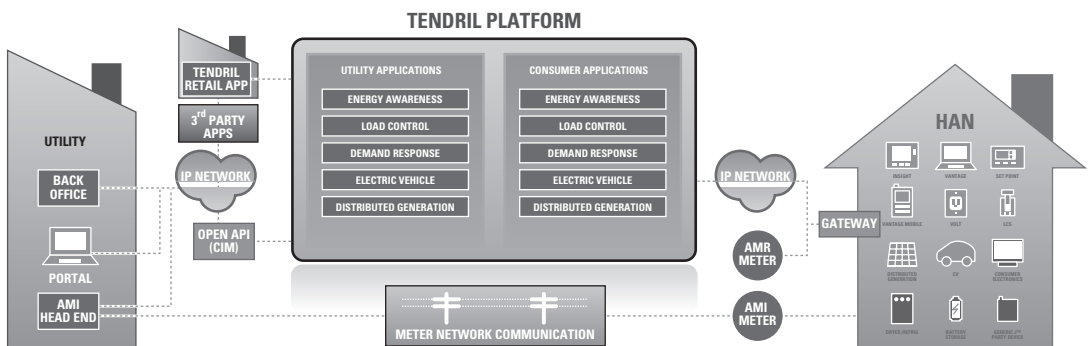 TENDRIL PLATFORM
UTILITY
BACK
OFFICE
PORTAL
AMI
HEAD END
TENDRIL
RETAIL APP
3rd PARTY
APPS
IP NETWORK
OPEN API
(CIM)
UTILITY APPLICATIONS
ENERGY AWARENESS
LOAD CONTROL
DEMAND RESPONSE
ELECTRIC VEHICLE
DISTRIBUTED GENERATION
CONSUMER APPLICATIONS
ENERGY AWARENESS
LOAD CONTROL
DEMAND RESPONSE
ELECTRIC VEHICLE
DISTRIBUTED GENERATION
METER NETWORK COMMUNICATION
IP NETWORK
AMR
METER
AMI
METER
GATEWAY
HAN
INSIGHT
VANTAGE
SET POINT
VANTAGE MOBILE
VOLT
LCS
DISTRIBUTED
GENERATION
EV
CONSUMER
ELECTRONICS
BATTERY
STORAGE
PARTY DEVICE